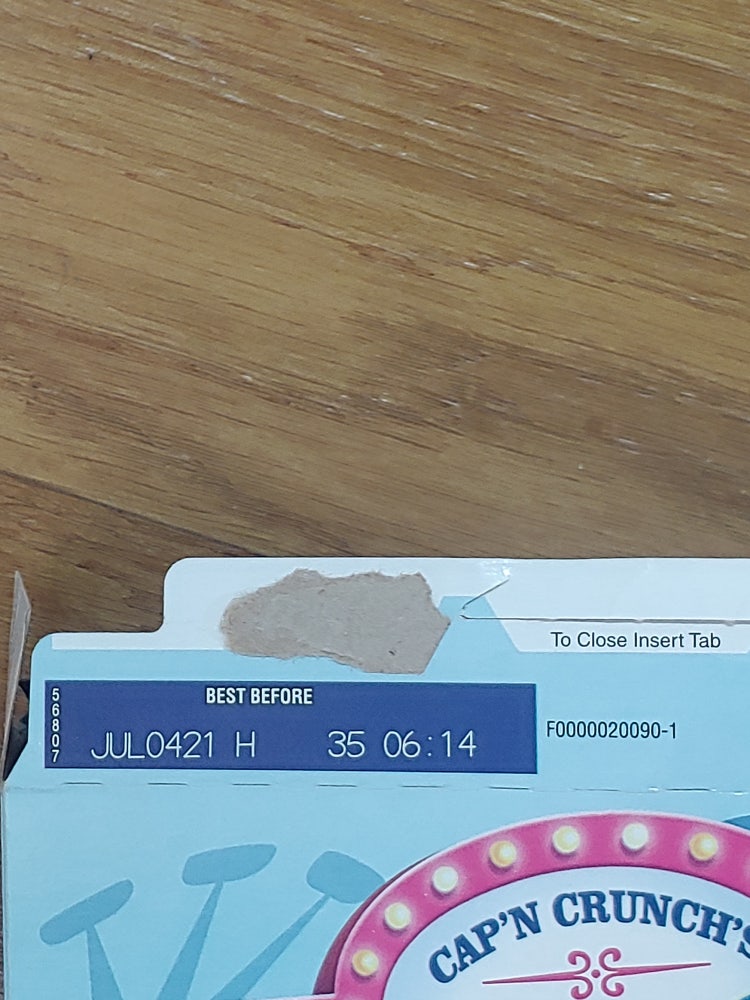 To Close Insert Tab
56807
BEST BEFORE
JUL0421 H 35 06:14
F0000020090-1
CAP'N CRUNCH'S